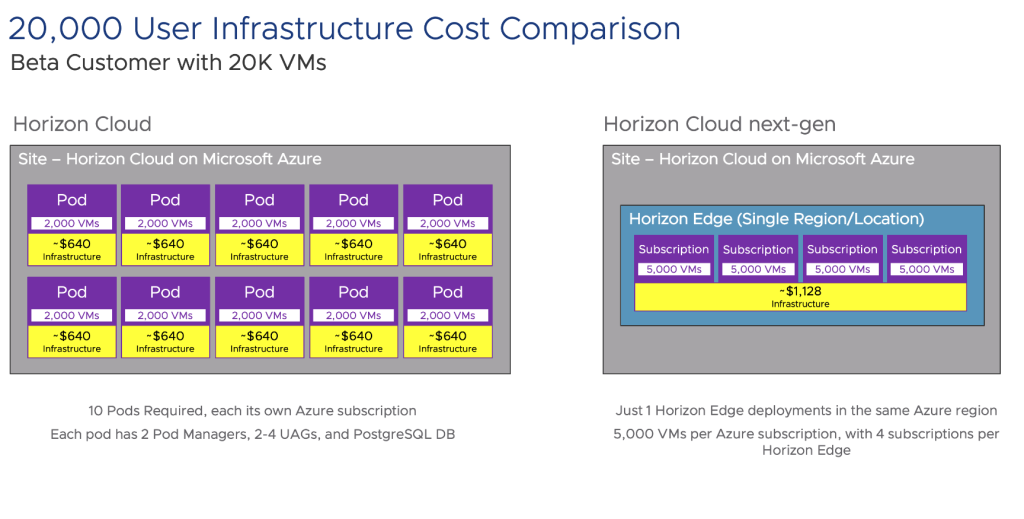 20,000 User Infrastructure Cost Comparison
Beta Customer with 20K VMs
Horizon Cloud
Site – Horizon Cloud on Microsoft Azure
Pod Pod Pod Pod Pod
2,000 VMs 2,000 VMs 2,000 VMs 2,000 VMs 2,000 VMs
~$640 ~$640 ~$640 ~$640 ~$640
Infrastructure Infrastructure Infrastructure Infrastructure Infrastructure
Pod Pod Pod Pod Pod
2,000 VMs 2,000 VMs 2,000 VMs 2,000 VMs 2,000 VMs
~$640 ~$640 ~$640 ~$640 ~$640
Infrastructure Infrastructure Infrastructure Infrastructure Infrastructure
10 Pods Required, each its own Azure subscription
Each pod has 2 Pod Managers, 2-4 UAGs, and PostgreSQL DB
Horizon Cloud next-gen
Site – Horizon Cloud on Microsoft Azure
Horizon Edge (Single Region/Location)
Subscription Subscription Subscription Subscription
5,000 VMs 5,000 VMs 5,000 VMs 5,000 VMs
~$1,128
Infrastructure
Just 1 Horizon Edge deployments in the same Azure region
5,000 VMs per Azure subscription, with 4 subscriptions per
Horizon Edge